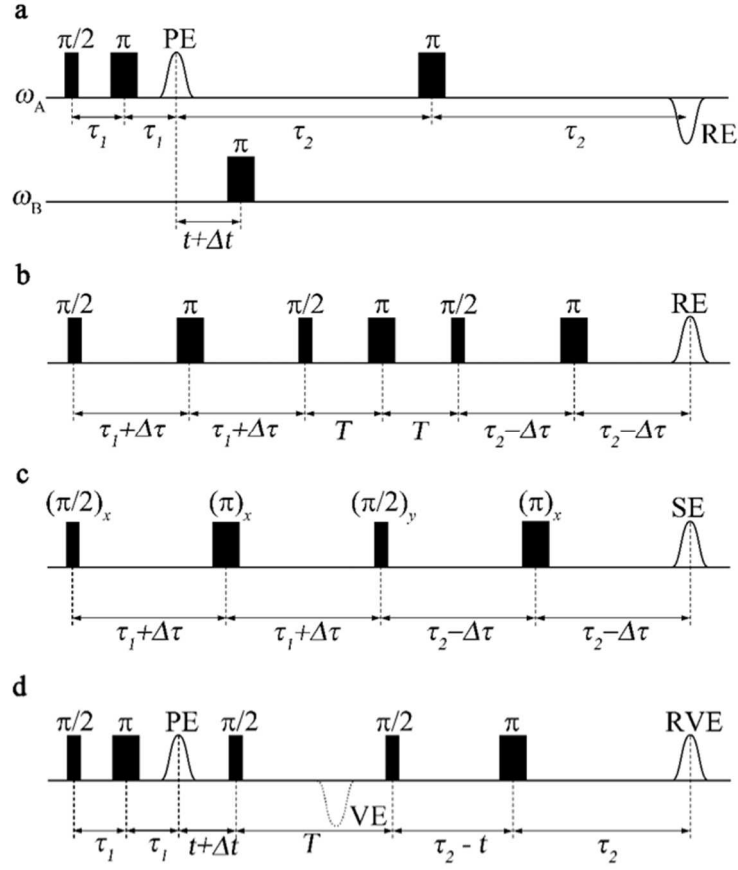 a
π/2 π PE π
ω_A
τ_1 τ_1 τ_2 τ_2 RE
π
ω_B
t+Δt
b
π/2 π π/2 π π/2 π RE
τ_1+Δτ τ_1+Δτ T T τ_2−Δτ τ_2−Δτ
c
(π/2)_x (π)_x (π/2)_y (π)_x SE
τ_1+Δτ τ_1+Δτ τ_2−Δτ τ_2−Δτ
d
π/2 π PE π/2 π/2 π RVE
VE
τ_1 τ_1 t+Δt T τ_2 - t τ_2